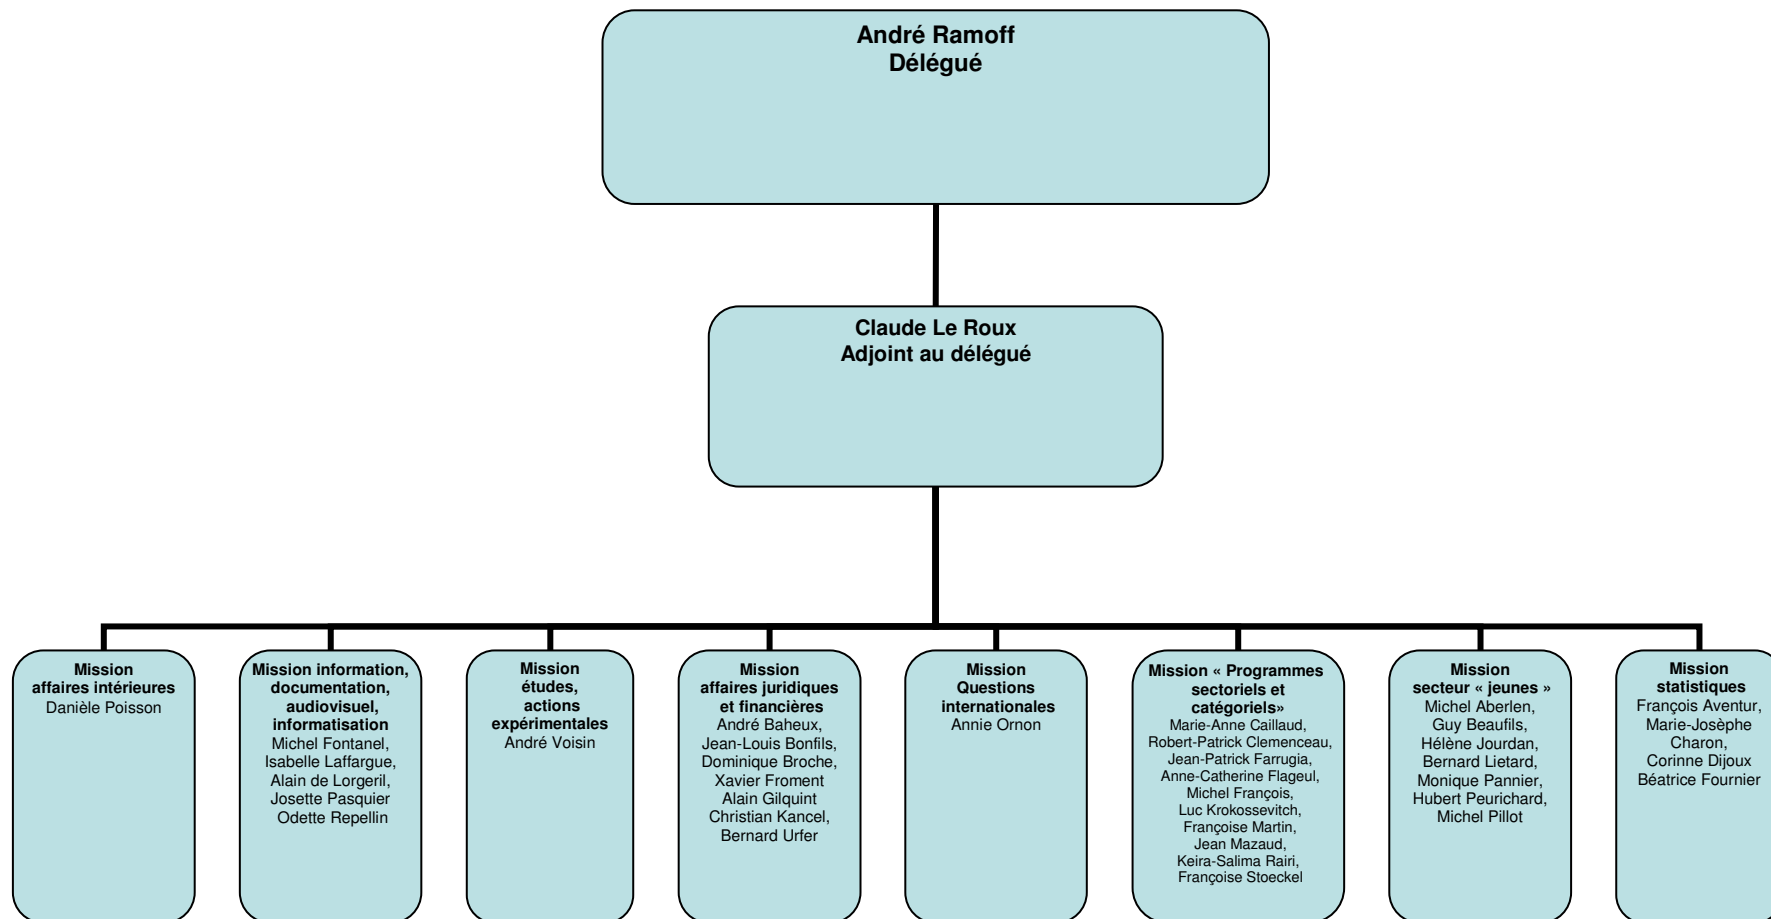 André Ramoff
Délégué
Claude Le Roux
Adjoint au délégué
Mission
affaires intérieures
Danièle Poisson
Mission information,
documentation,
audiovisuel,
informatisation
Michel Fontanel,
Isabelle Laffargue,
Alain de Lorgeril,
Josette Pasquier
Odette Repellin
Mission
études,
actions
expérimentales
André Voisin
Mission
affaires juridiques
et financières
André Baheux,
Jean-Louis Bonfils,
Dominique Broche,
Xavier Froment
Alain Gilquint
Christian Kancel,
Bernard Urfer
Mission
Questions
internationales
Annie Ornon
Mission « Programmes
sectoriels et
catégoriels»
Marie-Anne Caillaud,
Robert-Patrick Clemenceau,
Jean-Patrick Farrugia,
Anne-Catherine Flageul,
Michel François,
Luc Krokossevitch,
Françoise Martin,
Jean Mazaud,
Keira-Salima Rairi,
Françoise Stoeckel
Mission
secteur « jeunes »
Michel Aberlen,
Guy Beaufils,
Hélène Jourdan,
Bernard Lietard,
Monique Pannier,
Hubert Peurichard,
Michel Pillot
Mission
statistiques
François Aventur,
Marie-Josèphe
Charon,
Corinne Dijoux
Béatrice Fournier